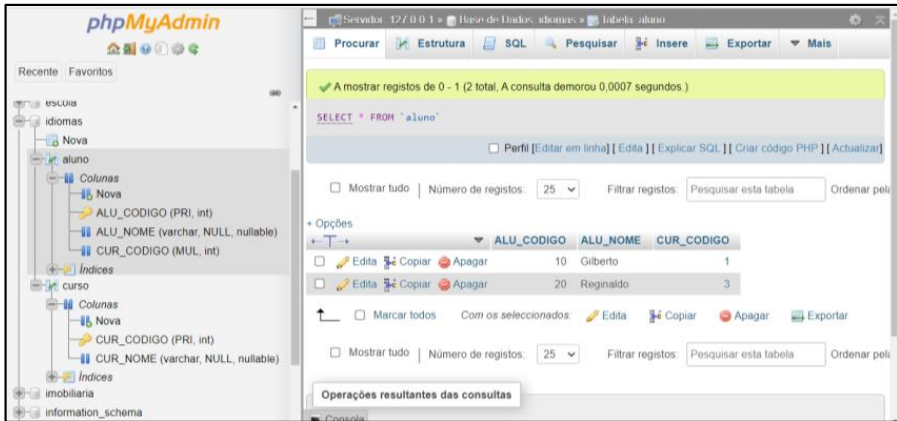 phpMyAdmin
Recente Favoritos
escola
idiomas
Nova
aluno
Colunas
Nova
ALU_CODIGO (PRI, int)
ALU_NOME (varchar, NULL, nullable)
CUR_CODIGO (MUL, int)
Índices
curso
Colunas
Nova
CUR_CODIGO (PRI, int)
CUR_NOME (varchar, NULL, nullable)
Índices
imobiliaria
information_schema
Servidor: 127.0.0.1 » Base de Dados: idiomas » Tabela: aluno
Procurar Estrutura SQL Pesquisar Insere Exportar Mais
A mostrar registos de 0 - 1 (2 total, A consulta demorou 0,0007 segundos.)
SELECT * FROM `aluno`
Perfil [Editar em linha] [ Edita ] [ Explicar SQL ] [ Criar código PHP ] [ Actualizar]
Mostrar tudo | Número de registos: 25 Filtrar registos: Pesquisar esta tabela Ordenar pela
+ Opções
←T→ ALU_CODIGO ALU_NOME CUR_CODIGO
Edita Copiar Apagar 10 Gilberto 1
Edita Copiar Apagar 20 Reginaldo 3
Marcar todos Com os seleccionados: Edita Copiar Apagar Exportar
Mostrar tudo | Número de registos: 25 Filtrar registos: Pesquisar esta tabela Ordenar pela
Operações resultantes das consultas
Consola